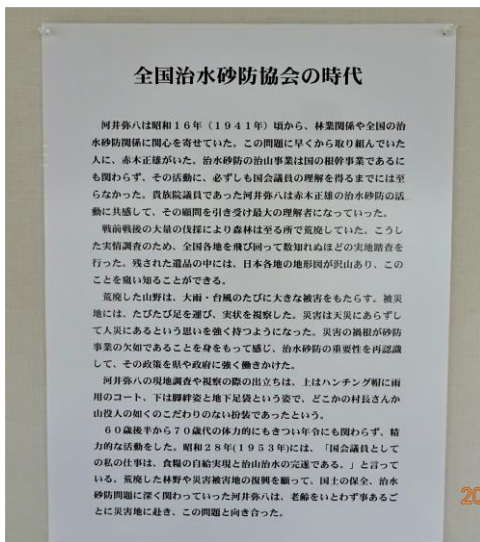 全国治水砂防協会の時代
河井弥八は昭和16年（1941年）頃から、林業関係や全国の治
水砂防関係に関心を寄せていた。この問題に早くから取り組んでいた
人に、赤木正雄がいた。治水砂防の治山事業は国の根幹事業であるに
も関わらず、その活動に、必ずしも国会議員の理解を得るまでには至
らなかった。貴族院議員であった河井弥八は赤木正雄の治水砂防の活
動に共感して、その顧問を引き受け最大の理解者になっていった。
戦前戦後の大量の伐採により森林は至る所で荒廃していた。こうし
た実情調査のため、全国各地を飛び回って数知れぬほどの実地踏査を
行った。残された遺品の中には、日本各地の地形図が沢山あり、この
ことを窺い知ることができる。
荒廃した山野は、大雨・台風のたびに大きな被害をもたらす。被災
地には、たびたび足を運び、実状を視察した。災害は天災にあらずし
て人災にあるという思いを強く持つようになった。災害の禍根が砂防
事業の欠如であることを身をもって感じ、治水砂防の重要性を再認識
して、その政策を県や政府に強く働きかけた。
河井弥八の現地調査や視察の際の出立ちは、上はハンチング帽に雨
用のコート、下は脚絆姿と地下足袋という姿で、どこかの村長さんか
山役人の如くのこだわりのない扮装であったという。
60歳後半から70歳代の体力的にもきつい年令にも関わらず、精
力的な活動をした。昭和28年(1953年)には、「国会議員として
の私の仕事は、食糧の自給実現と治山治水の完遂である。」と言って
いる。荒廃した林野や災害被害地の復興を願って、国土の保全、治水
砂防問題に深く関わっていった河井弥八は、老齢をいとわず事あるご
とに災害地に赴き、この問題と向き合った。
20